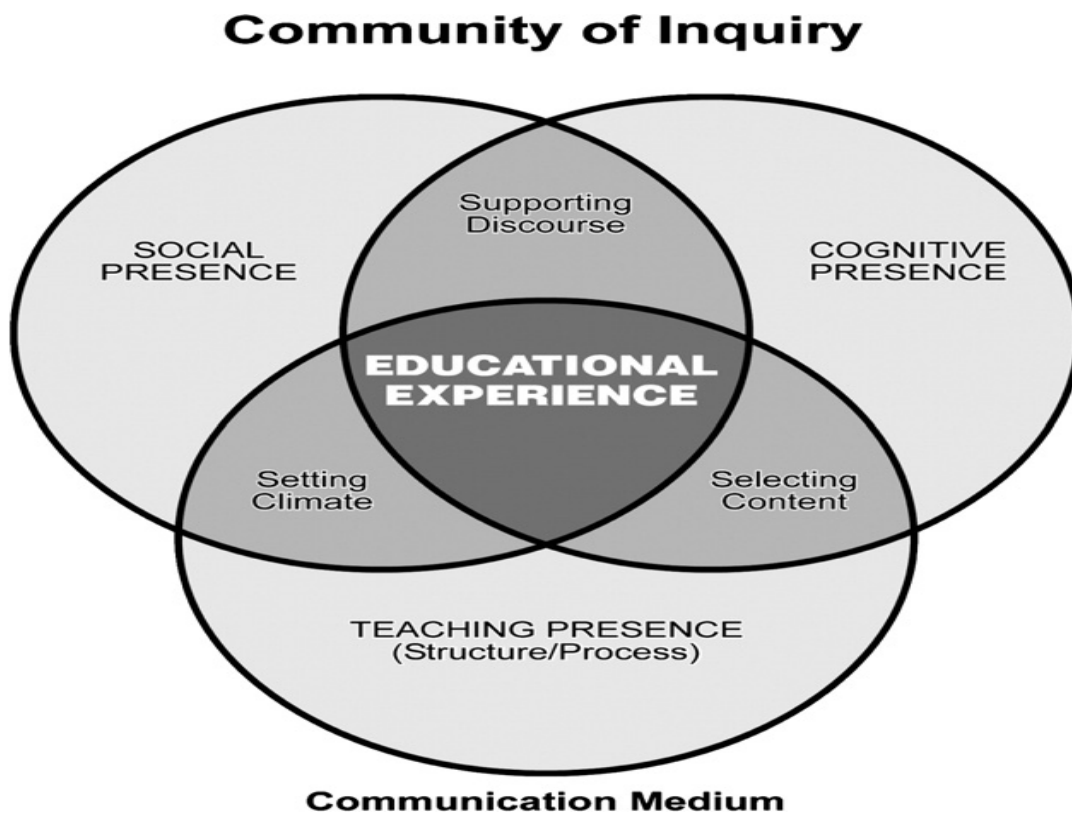 Community of Inquiry
Supporting
Discourse
SOCIAL
PRESENCE
COGNITIVE
PRESENCE
EDUCATIONAL
EXPERIENCE
Setting
Climate
Selecting
Content
TEACHING PRESENCE
(Structure/Process)
Communication Medium